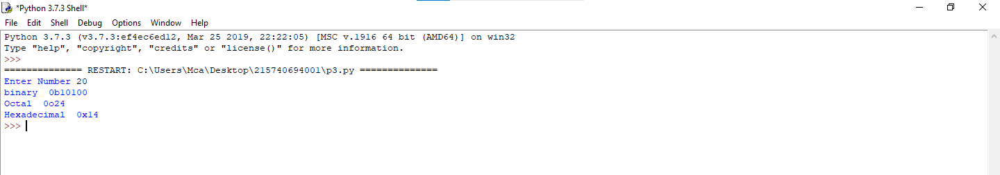 *Python 3.7.3 Shell*
File Edit Shell Debug Options Window Help
Python 3.7.3 (v3.7.3:ef4ec6ed12, Mar 25 2019, 22:22:05) [MSC v.1916 64 bit (AMD64)] on win32
Type "help", "copyright", "credits" or "license()" for more information.
>>>
============== RESTART: C:\Users\Mca\Desktop\215740694001\p3.py ==============
Enter Number 20
binary  0b10100
Octal  0o24
Hexadecimal  0x14
>>>